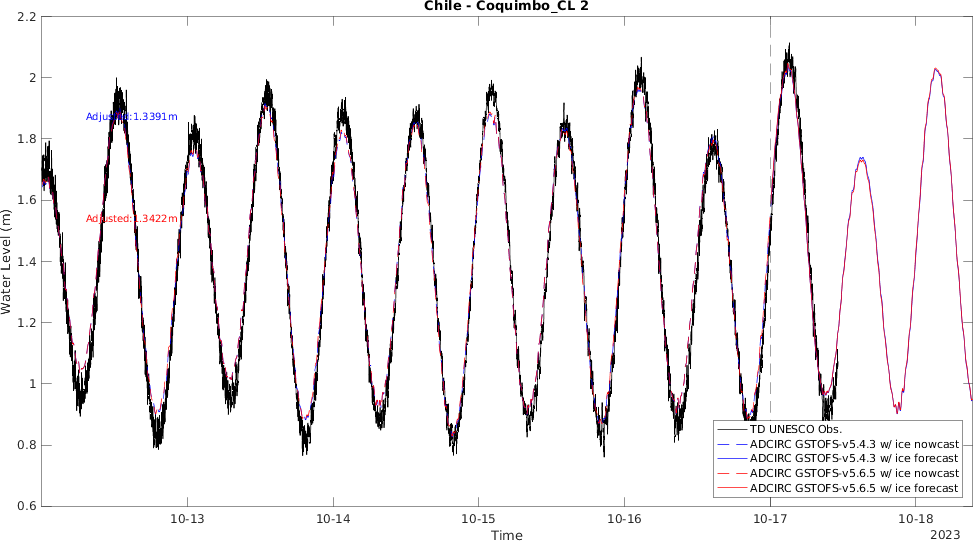 Chile - Coquimbo_CL 2
2.2
2
1.8
1.6
1.4
1.2
1
0.8
0.6
Water Level (m)
Adjusted:1.3391m
Adjusted:1.3422m
TD UNESCO Obs.
ADCIRC GSTOFS-v5.4.3 w/ ice nowcast
ADCIRC GSTOFS-v5.4.3 w/ ice forecast
ADCIRC GSTOFS-v5.6.5 w/ ice nowcast
ADCIRC GSTOFS-v5.6.5 w/ ice forecast
10-13 10-14 10-15 10-16 10-17 10-18
Time
2023